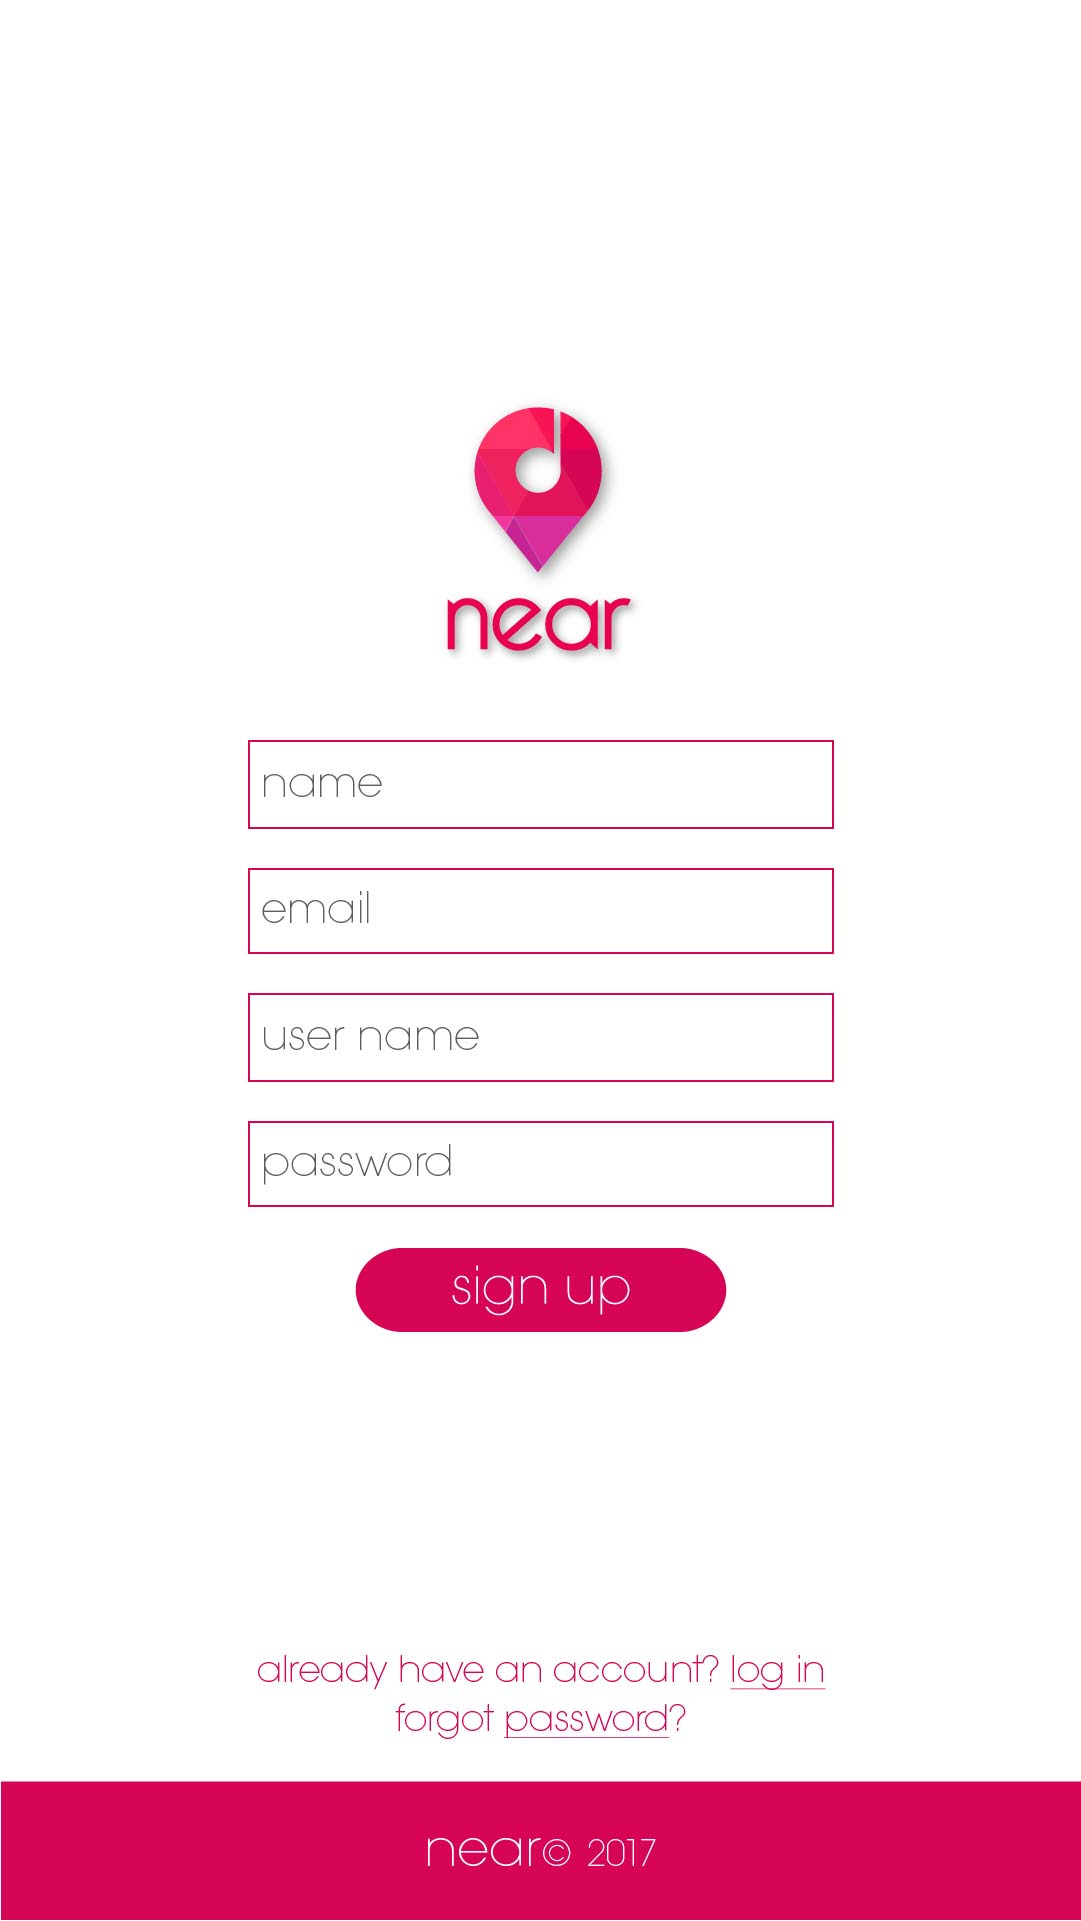 near
name
email
user name
password
sign up
already have an account? log in
forgot password?
near© 2017